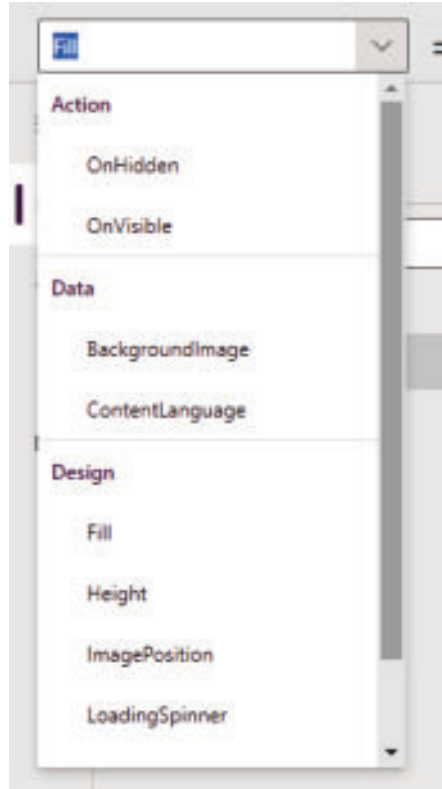 Fill
=
Action
OnHidden
OnVisible
Data
BackgroundImage
ContentLanguage
Design
Fill
Height
ImagePosition
LoadingSpinner